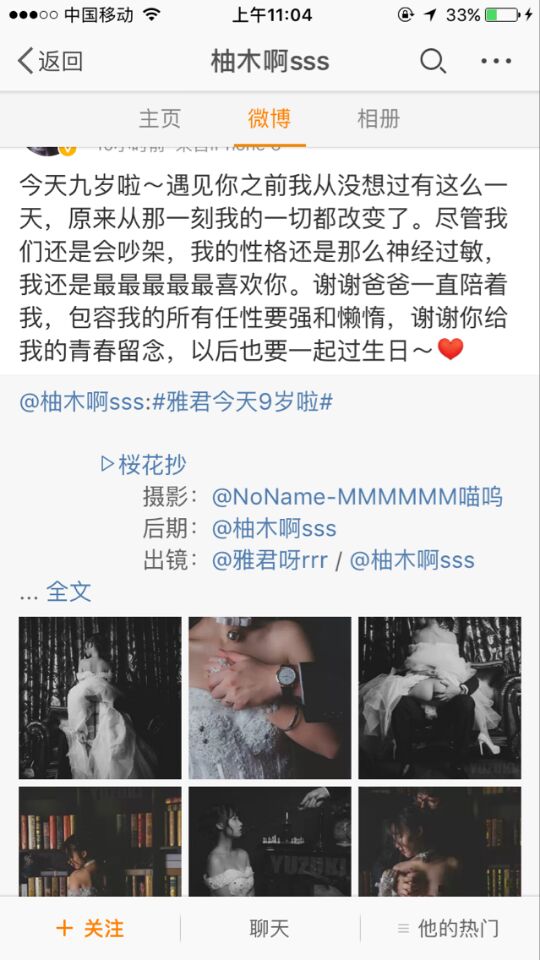 中国移动 上午11:04 33%
返回 柚木啊sss
主页 微博 相册
今天九岁啦～遇见你之前我从没想过有这么一
天，原来从那一刻我的一切都改变了。尽管我
们还是会吵架，我的性格还是那么神经过敏，
我还是最最最最最喜欢你。谢谢爸爸一直陪着
我，包容我的所有任性要强和懒惰，谢谢你给
我的青春留念，以后也要一起过生日～❤️
@柚木啊sss:#雅君今天9岁啦#
▷桜花抄
摄影：@NoName-MMMMMM喵呜
后期：@柚木啊sss
出镜：@雅君呀rrr / @柚木啊sss
... 全文
YUZUKI
+ 关注 聊天 他的热门